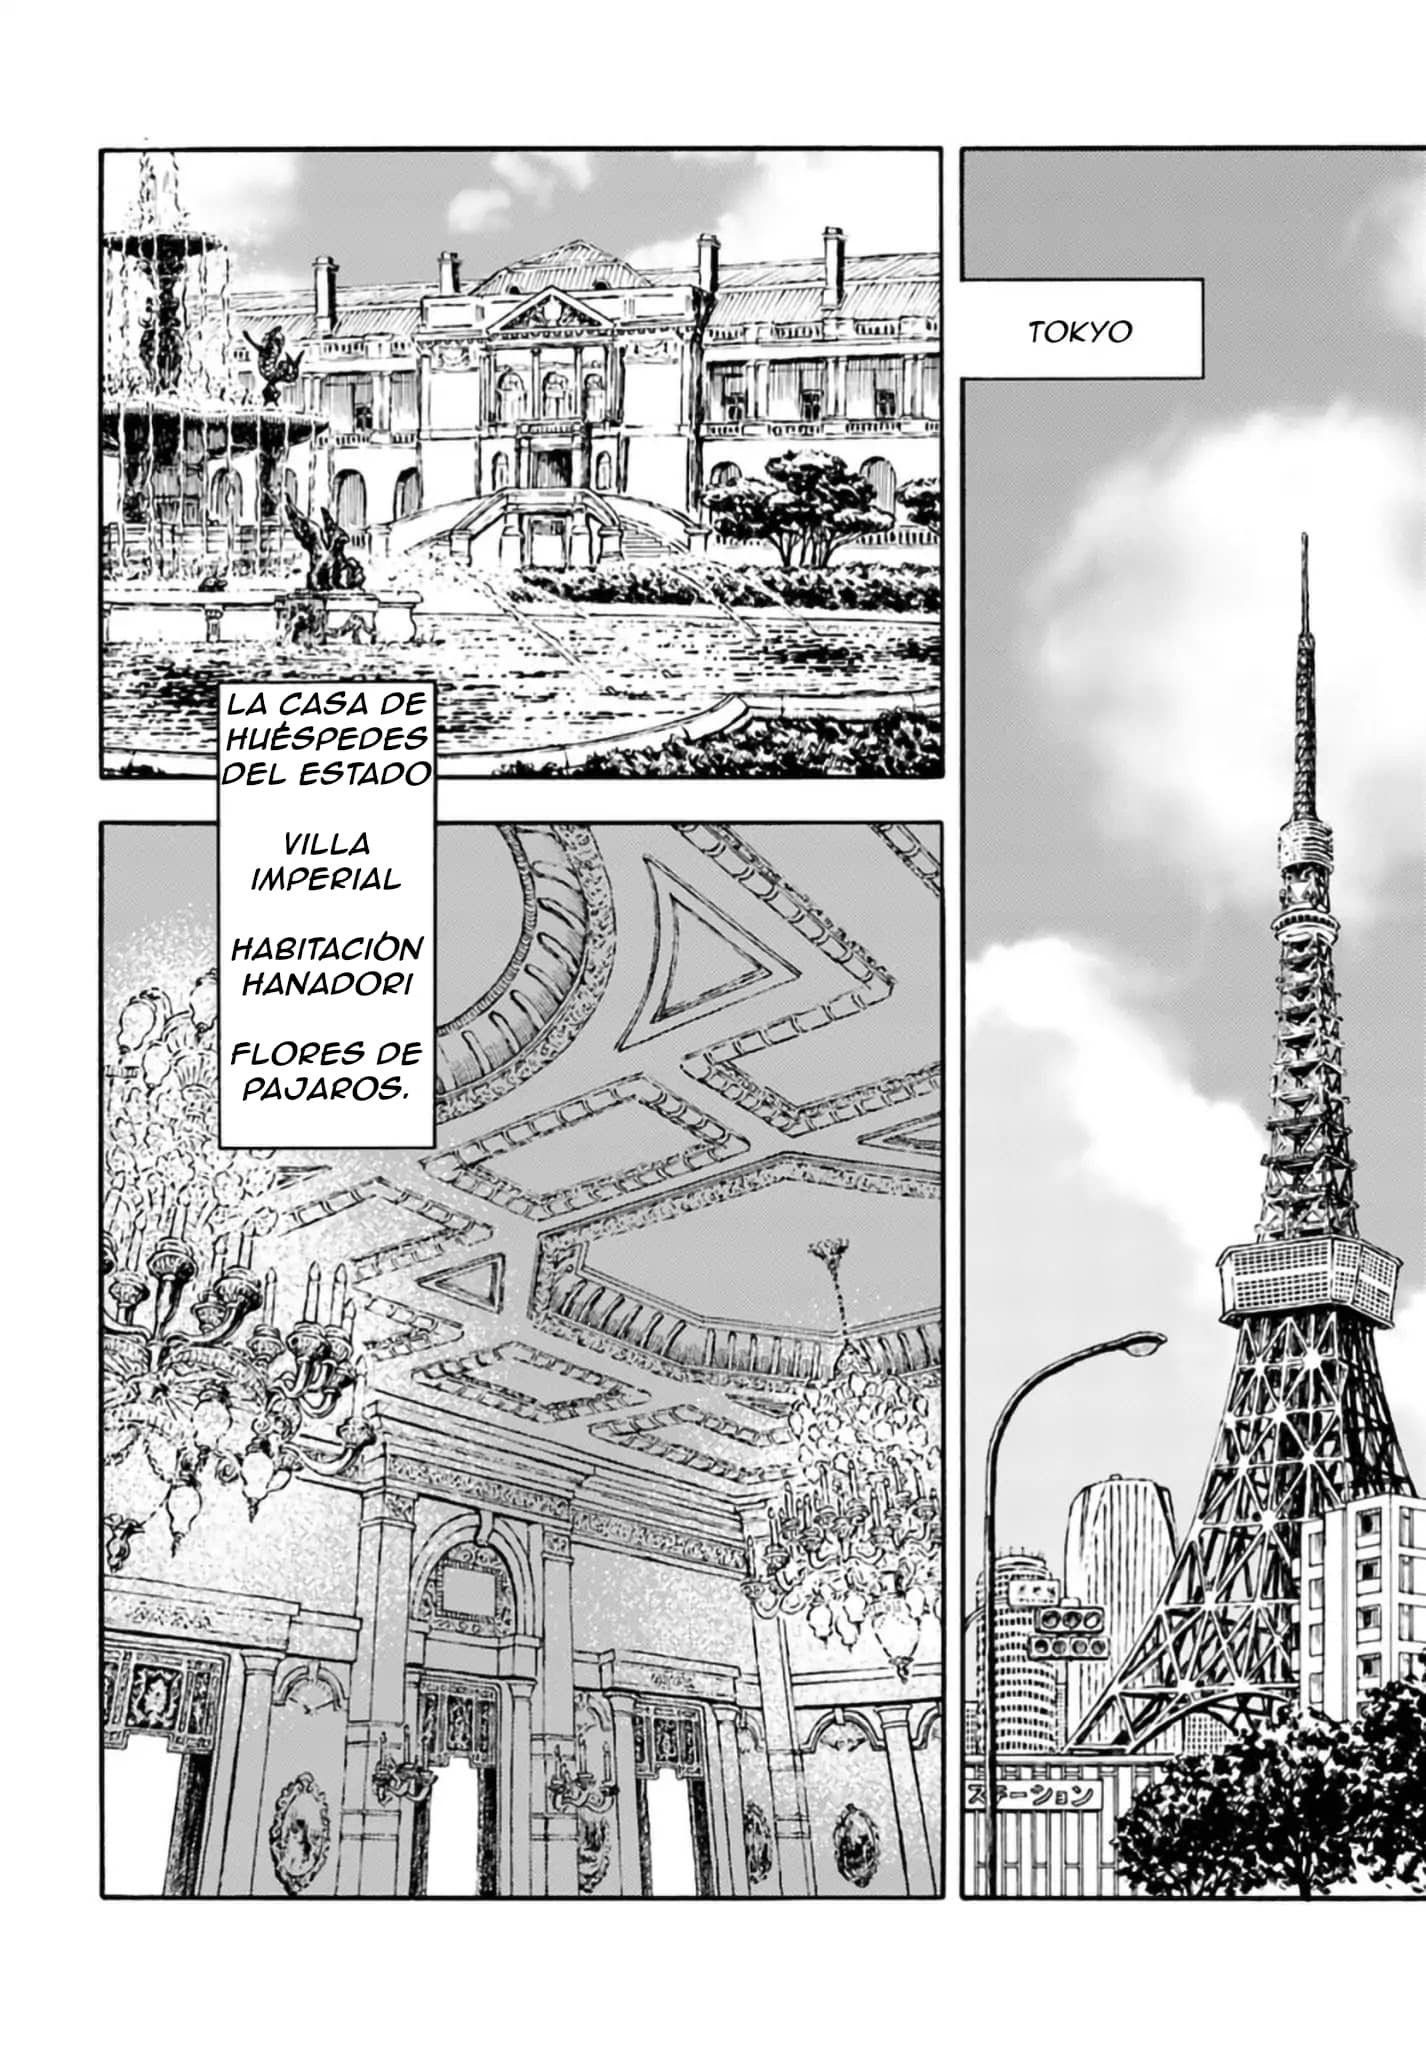 TOKYO
LA CASA DE
HUÉSPEDES
DEL ESTADO
VILLA
IMPERIAL
HABITACIÓN
HANADORI
FLORES DE
PAJAROS.
ステーション